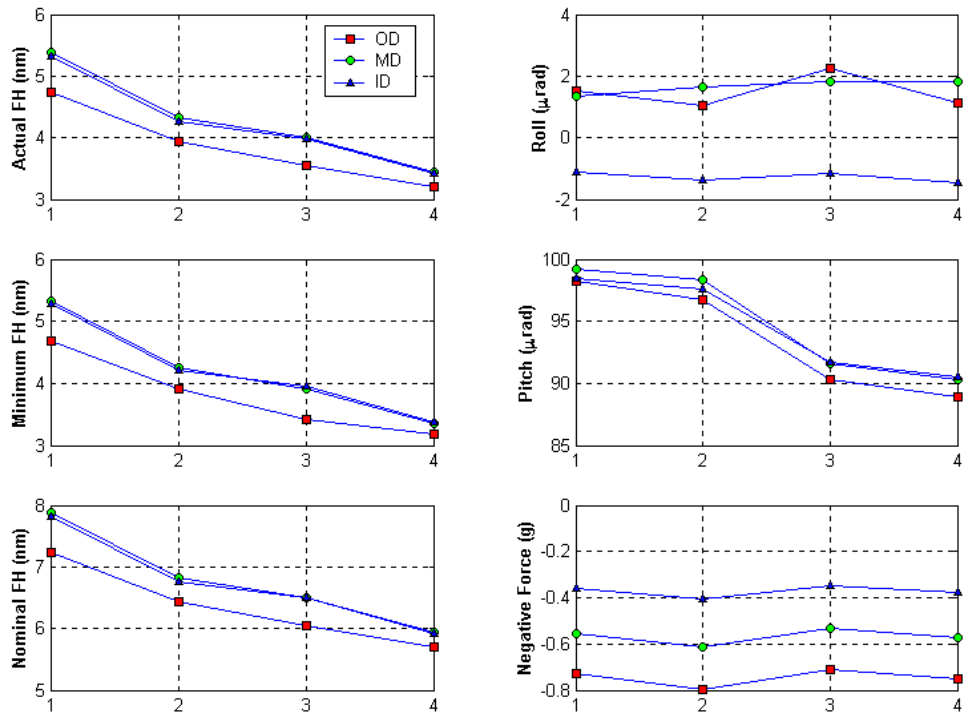 Actual FH (nm)
6
5
4
3
1 2 3 4
OD
MD
ID
Roll (μrad)
4
2
0
-2
1 2 3 4
Minimum FH (nm)
6
5
4
3
1 2 3 4
Pitch (μrad)
100
95
90
85
1 2 3 4
Nominal FH (nm)
8
7
6
5
1 2 3 4
Negative Force (g)
0
-0.2
-0.4
-0.6
-0.8
1 2 3 4